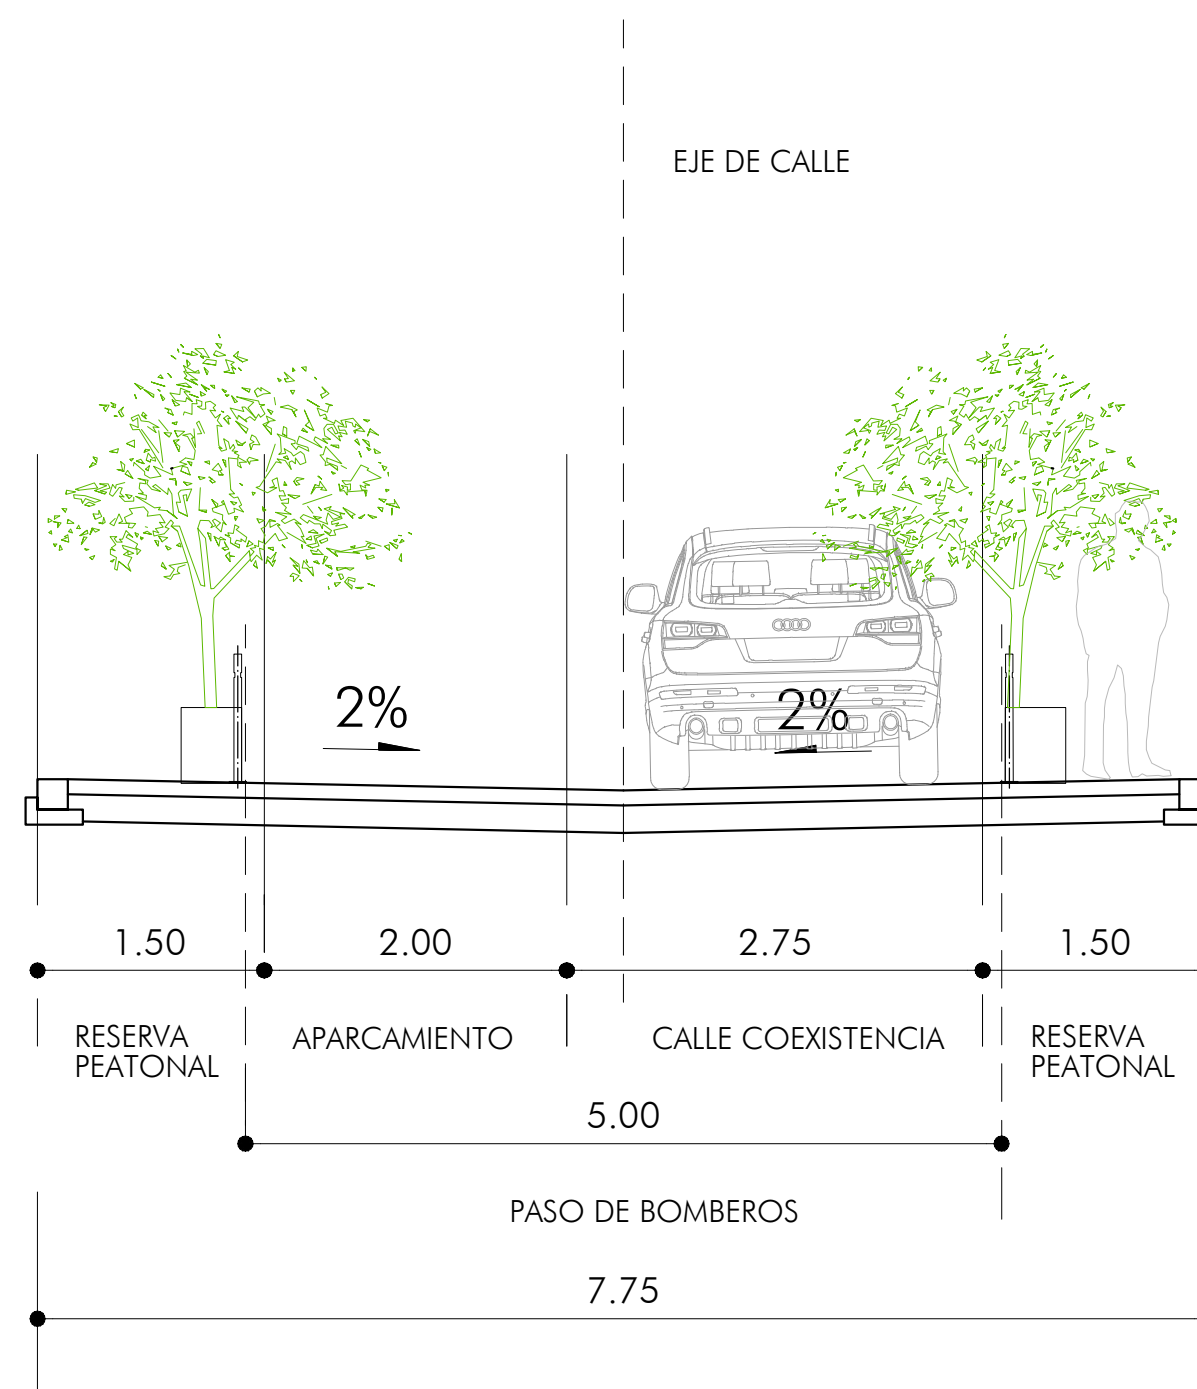 EJE DE CALLE
2%
2%
1.50
2.00
2.75
1.50
RESERVA
PEATONAL
APARCAMIENTO
CALLE COEXISTENCIA
RESERVA
PEATONAL
5.00
PASO DE BOMBEROS
7.75